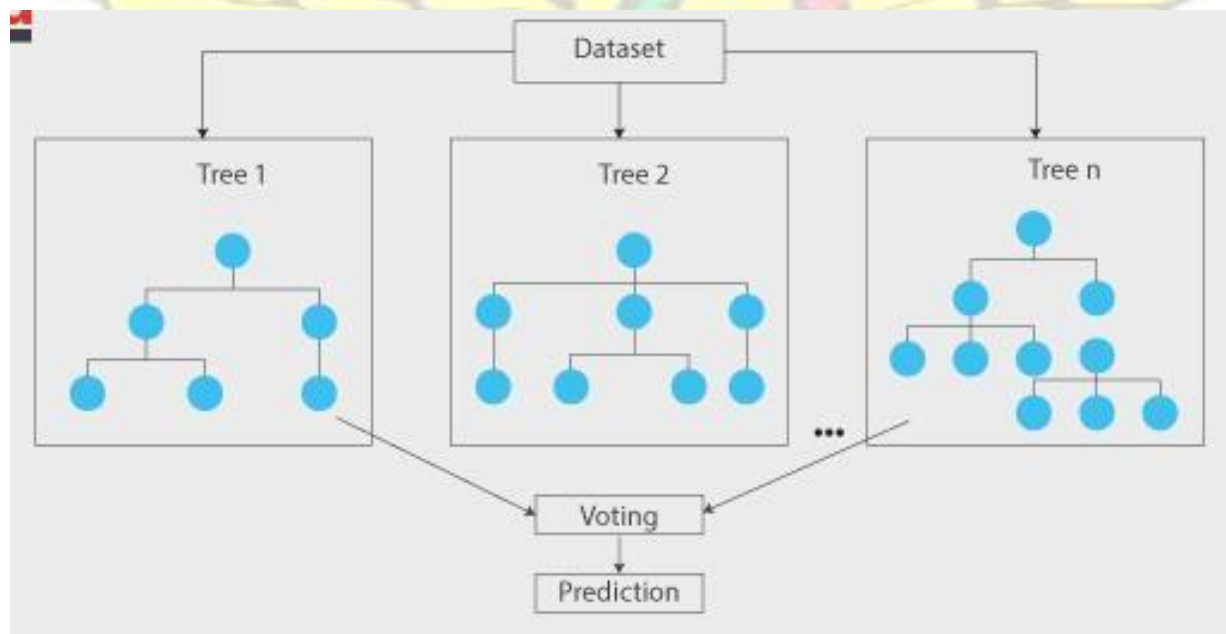 Dataset
Tree 1
Tree 2
Tree n
...
Voting
Prediction